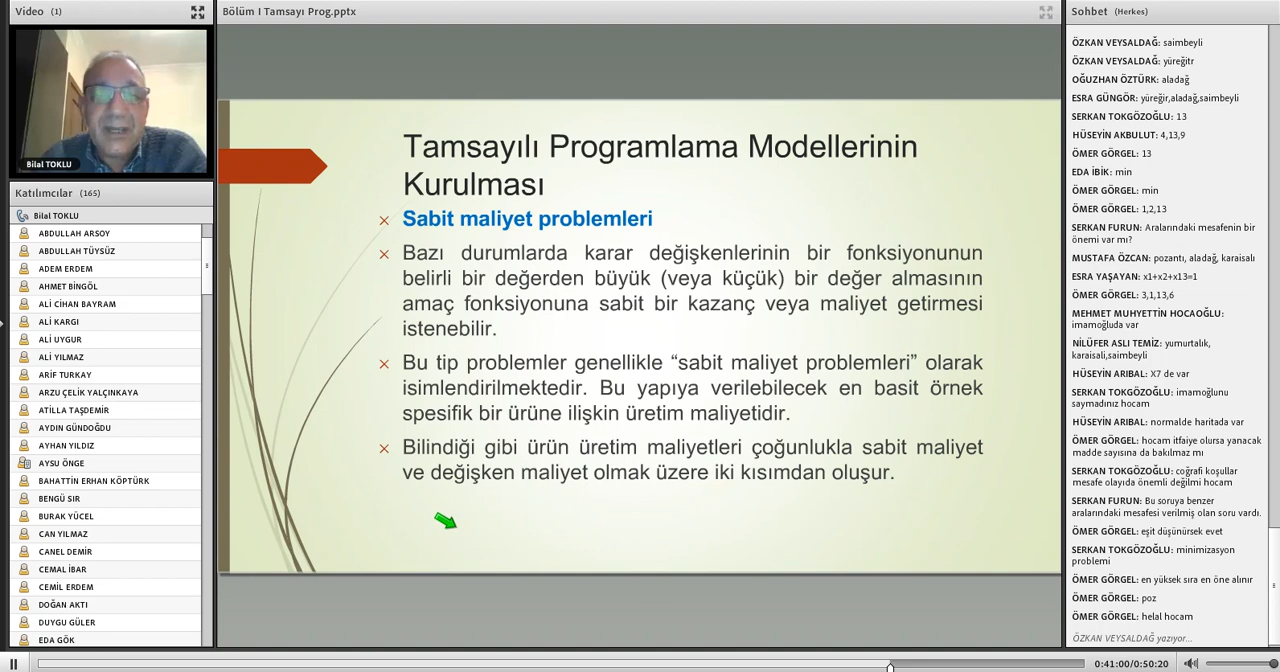 Video (1)
Bilal TOKLU
Katılımcılar (165)
Bilal TOKLU
ABDULLAH ARSOY
ABDULLAH TÜYSÜZ
ADEM ERDEM
AHMET BİNGÖL
ALİ CİHAN BAYRAM
ALİ KARGI
ALİ UYGUR
ALİ YILMAZ
ARİF TURKAY
ARZU ÇELİK YALÇINKAYA
ATİLLA TAŞDEMİR
AYDIN GÜNDOĞDU
AYHAN YILDIZ
AYSU ÖNGE
BAHATTİN ERHAN KÖPTÜRK
BENGÜ SIR
BURAK YÜCEL
CAN YILMAZ
CANEL DEMİR
CEMAL İBAR
CEMİL ERDEM
DOĞAN AKTI
DUYGU GÜLER
EDA GÖK
Bölüm I Tamsayı Prog.pptx
Tamsayılı Programlama Modellerinin
Kurulması
Sabit maliyet problemleri
Bazı durumlarda karar değişkenlerinin bir fonksiyonunun
belirli bir değerden büyük (veya küçük) bir değer almasının
amaç fonksiyonuna sabit bir kazanç veya maliyet getirmesi
istenebilir.
Bu tip problemler genellikle “sabit maliyet problemleri” olarak
isimlendirilmektedir. Bu yapıya verilebilecek en basit örnek
spesifik bir ürüne ilişkin üretim maliyetidir.
Bilindiği gibi ürün üretim maliyetleri çoğunlukla sabit maliyet
ve değişken maliyet olmak üzere iki kısımdan oluşur.
Sohbet (Herkes)
ÖZKAN VEYSALDAĞ: saimbeyli
ÖZKAN VEYSALDAĞ: yüreğitr
OĞUZHAN ÖZTÜRK: aladağ
ESRA GÜNGÖR: yüreğir,aladağ,saimbeyli
SERKAN TOKGÖZOĞLU: 13
HÜSEYİN AKBULUT: 4,13,9
ÖMER GÖRGEL: 13
EDA İBİK: min
ÖMER GÖRGEL: min
ÖMER GÖRGEL: 1,2,13
SERKAN FURUN: Aralarındaki mesafenin bir
önemi var mı?
MUSTAFA ÖZCAN: pozantı, aladağ, karaisalı
ESRA YAŞAYAN: x1+x2+x13=1
ÖMER GÖRGEL: 3,1,13,6
MEHMET MUHYETTİN HOCAOĞLU:
imamoğluda var
NİLÜFER ASLI TEMİZ: yumurtalık,
karaisali,saimbeyli
HÜSEYİN ARIBAL: X7 de var
SERKAN TOKGÖZOĞLU: imamoğlunu
saymadınız hocam
HÜSEYİN ARIBAL: normalde haritada var
ÖMER GÖRGEL: hocam itfaiye olursa yanacak
madde sayısına da bakılmaz mı
SERKAN TOKGÖZOĞLU: coğrafi koşullar
mesafe olayıda önemli değilmi hocam
SERKAN FURUN: Bu soruya benzer
aralarındaki mesafesi verilmiş olan soru vardı.
ÖMER GÖRGEL: eşit düşünürsek evet
SERKAN TOKGÖZOĞLU: minimizasyon
problemi
ÖMER GÖRGEL: en yüksek sıra en öne alınır
ÖMER GÖRGEL: poz
ÖMER GÖRGEL: helal hocam
ÖZKAN VEYSALDAĞ yazıyor...
0:41:00/0:50:20